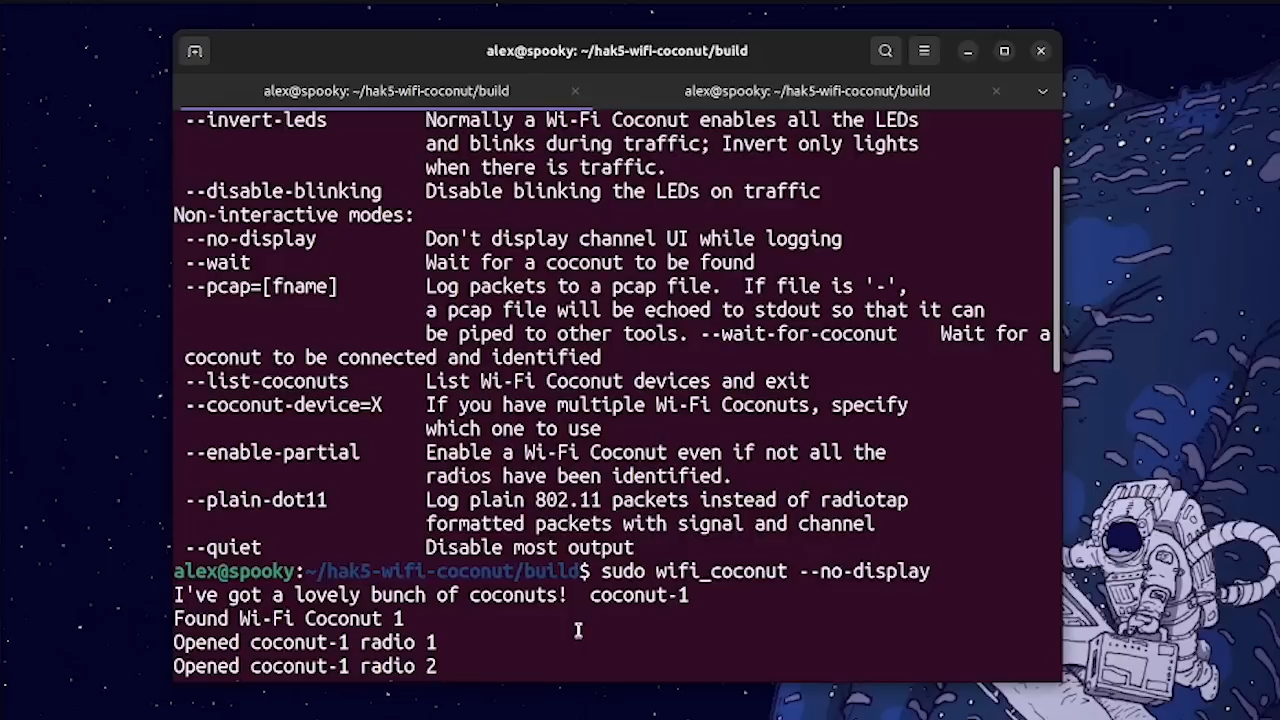 alex@spooky: ~/hak5-wifi-coconut/build
alex@spooky: ~/hak5-wifi-coconut/build
alex@spooky: ~/hak5-wifi-coconut/build
--invert-leds Normally a Wi-Fi Coconut enables all the LEDs
and blinks during traffic; Invert only lights
when there is traffic.
--disable-blinking Disable blinking the LEDs on traffic
Non-interactive modes:
--no-display Don't display channel UI while logging
--wait Wait for a coconut to be found
--pcap=[fname] Log packets to a pcap file. If file is '-',
a pcap file will be echoed to stdout so that it can
be piped to other tools. --wait-for-coconut Wait for a
coconut to be connected and identified
--list-coconuts List Wi-Fi Coconut devices and exit
--coconut-device=X If you have multiple Wi-Fi Coconuts, specify
which one to use
--enable-partial Enable a Wi-Fi Coconut even if not all the
radios have been identified.
--plain-dot11 Log plain 802.11 packets instead of radiotap
formatted packets with signal and channel
--quiet Disable most output
alex@spooky:~/hak5-wifi-coconut/build$ sudo wifi_coconut --no-display
I've got a lovely bunch of coconuts! coconut-1
Found Wi-Fi Coconut 1
Opened coconut-1 radio 1
Opened coconut-1 radio 2